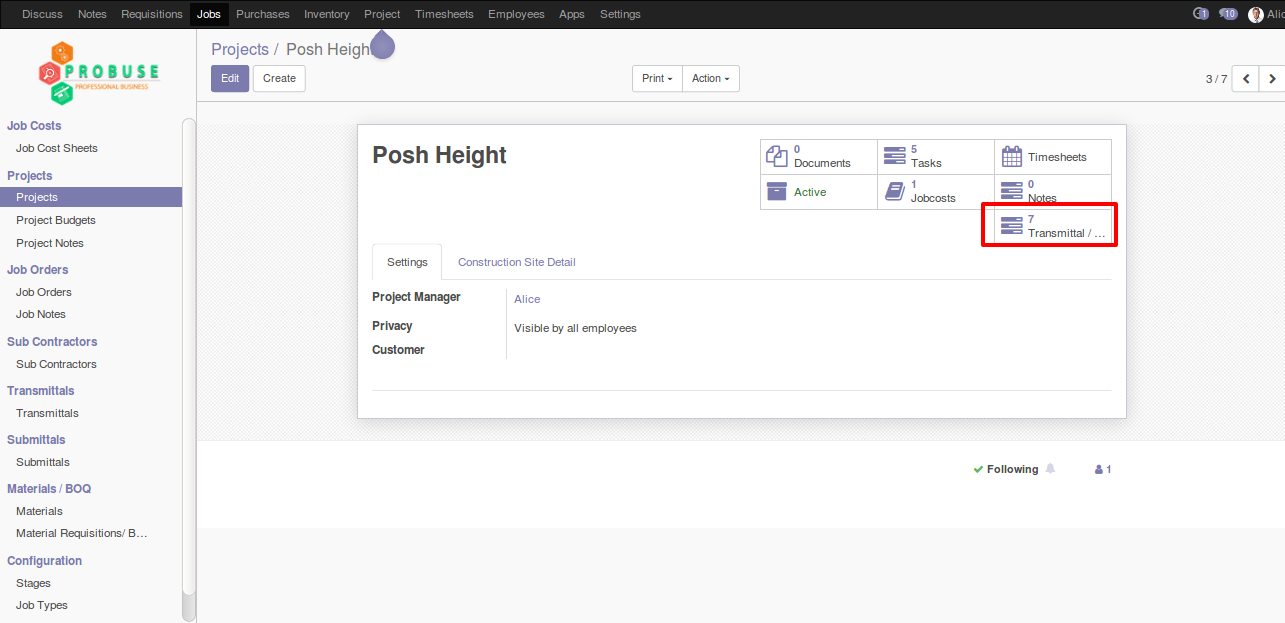 Discuss Notes Requisitions Jobs Purchases Inventory Project Timesheets Employees Apps Settings 1 10 Alic
PROBUSE
PROFESSIONAL BUSINESS
Projects / Posh Heigh
Edit Create Print Action 3 / 7
Job Costs
Job Cost Sheets
Projects
Projects
Project Budgets
Project Notes
Job Orders
Job Orders
Job Notes
Sub Contractors
Sub Contractors
Transmittals
Transmittals
Submittals
Submittals
Materials / BOQ
Materials
Material Requisitions/ B…
Configuration
Stages
Job Types
Posh Height
0 Documents
5 Tasks
Timesheets
Active
1 Jobcosts
0 Notes
7 Transmittal / …
Settings Construction Site Detail
Project Manager Alice
Privacy Visible by all employees
Customer
Following 1